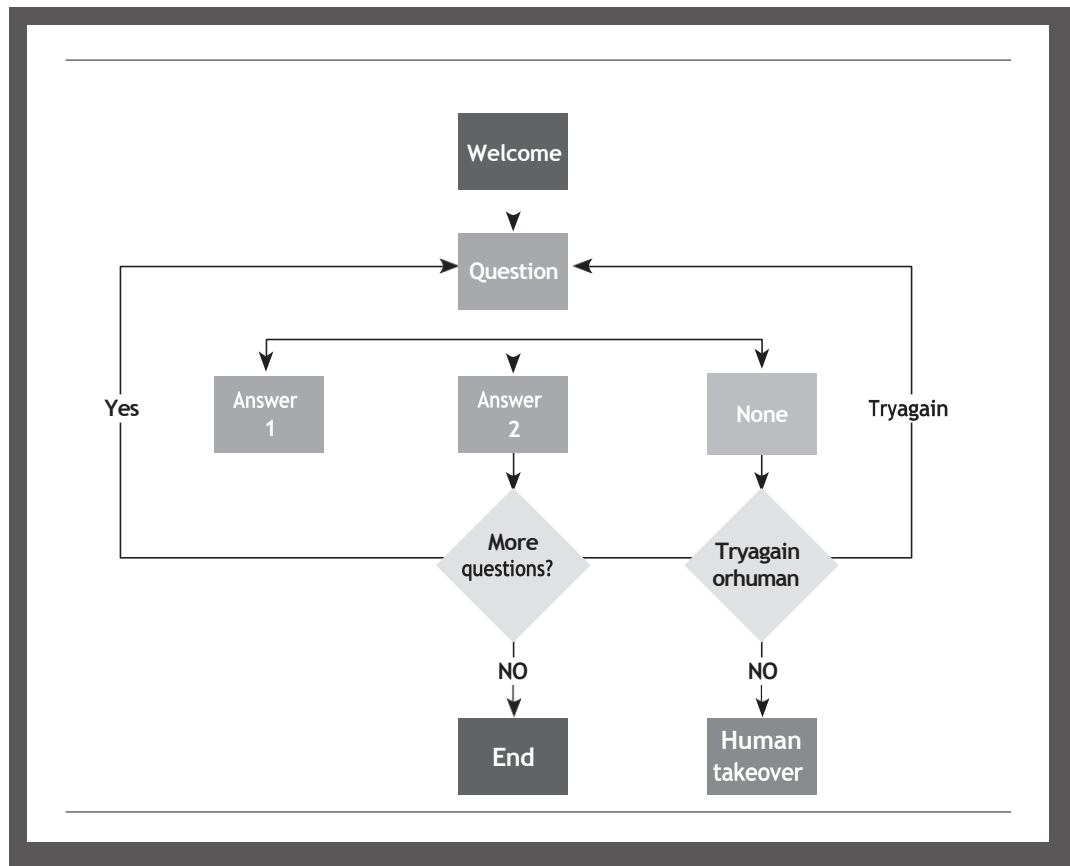 Welcome
Question
Yes
Answer
1
Answer
2
None
Tryagain
More
questions?
Tryagain
orhuman
NO
NO
End
Human
takeover